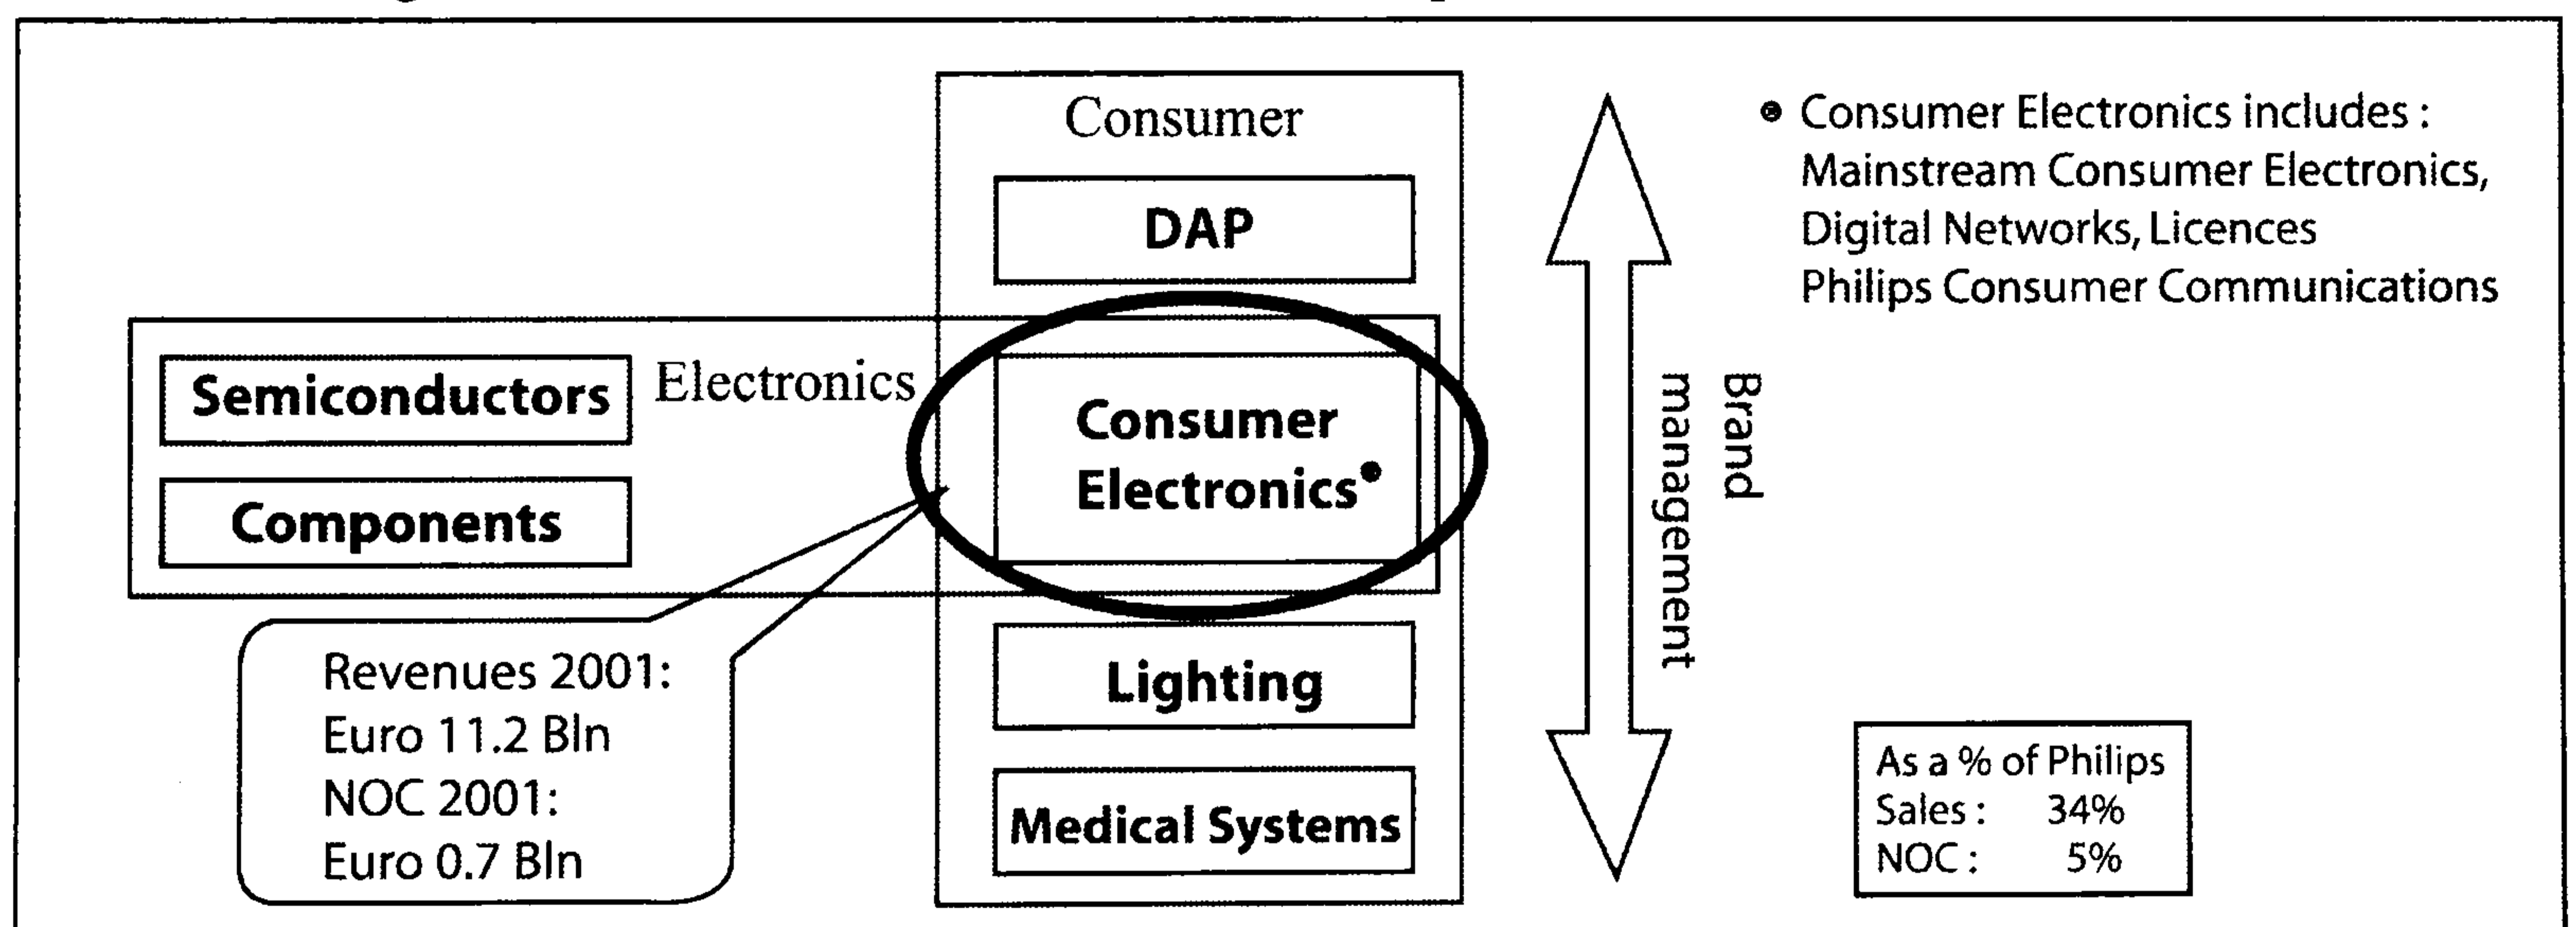 Consumer
DAP
Semiconductors
Electronics
Components
Consumer
Electronics•
Lighting
Medical Systems
Revenues 2001:
Euro 11.2 Bln
NOC 2001:
Euro 0.7 Bln
Brand
management
• Consumer Electronics includes :
Mainstream Consumer Electronics,
Digital Networks, Licences
Philips Consumer Communications
As a % of Philips
Sales : 34%
NOC : 5%